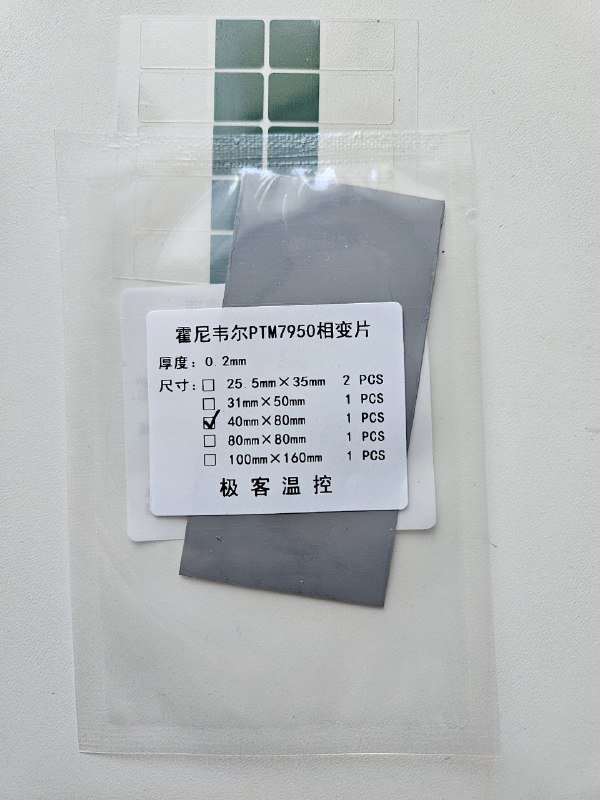 霍尼韦尔PTM7950相变片
厚度：0.2mm
尺寸：□ 25.5mm×35mm 2 PCS
□ 31mm×50mm 1 PCS
☑ 40mm×80mm 1 PCS
□ 80mm×80mm 1 PCS
□ 100mm×160mm 1 PCS
极客温控